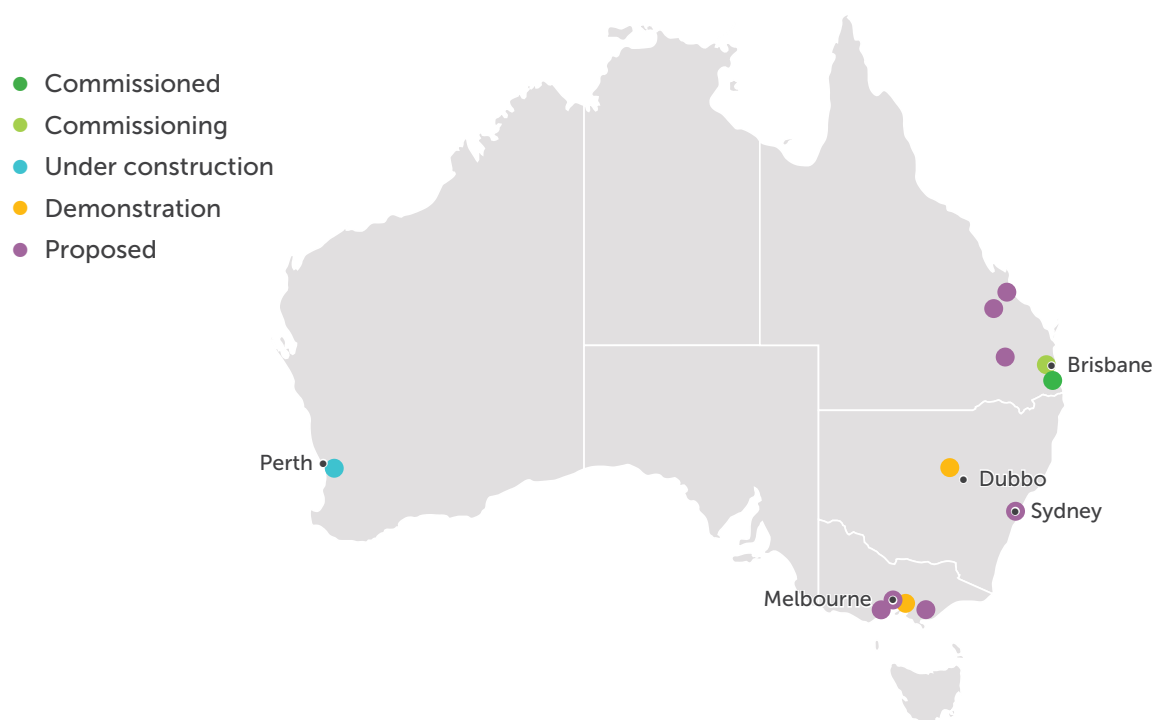 Commissioned
Commissioning
Under construction
Demonstration
Proposed
Brisbane
Perth
Dubbo
Sydney
Melbourne